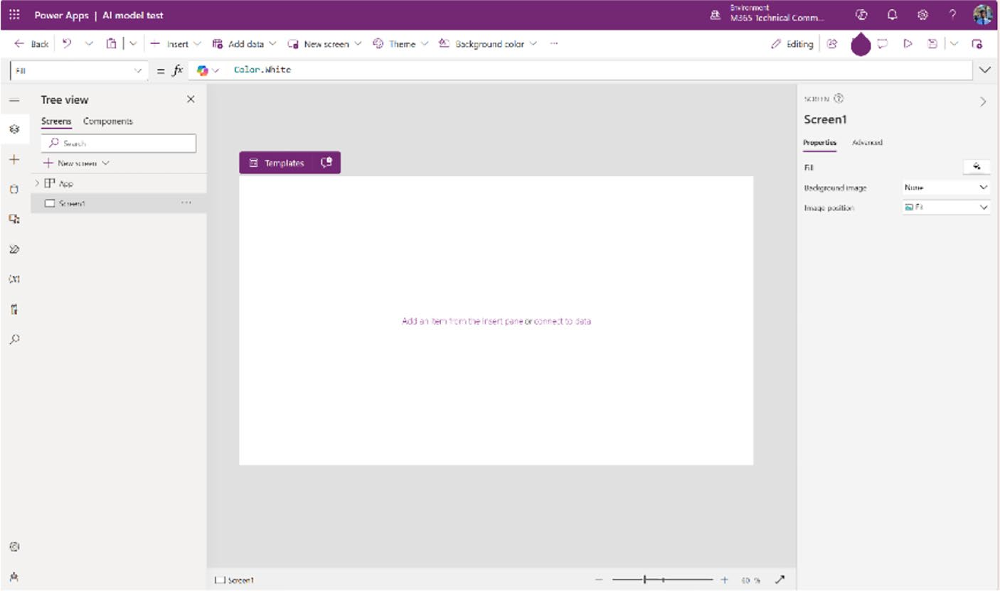 Power Apps | AI model test
Environment
M365 Technical Comm...
?
Back
Insert
Add data
New screen
Theme
Background color
...
Editing
Fill
= fx
Color.White
Tree view
Screens Components
Search
New screen
App
Screen1
...
(x)
Templates
Add an item from the Insert pane or connect to data
SCREEN
Screen1
Properties Advanced
Fill
Background image None
Image position Fit
Screen1
60 %